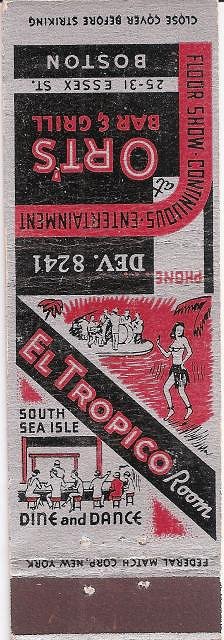 CLOSE COVER BEFORE STRIKING
FLOOR SHOW · CONTINUOUS · ENTERTAINMENT
at
ORT'S
BAR & GRILL
25-31 ESSEX ST.
BOSTON
PHONE
DEV. 8241
EL TROPICO Room
SOUTH
SEA ISLE
DINE and DANCE
FEDERAL MATCH CORP. NEW YORK